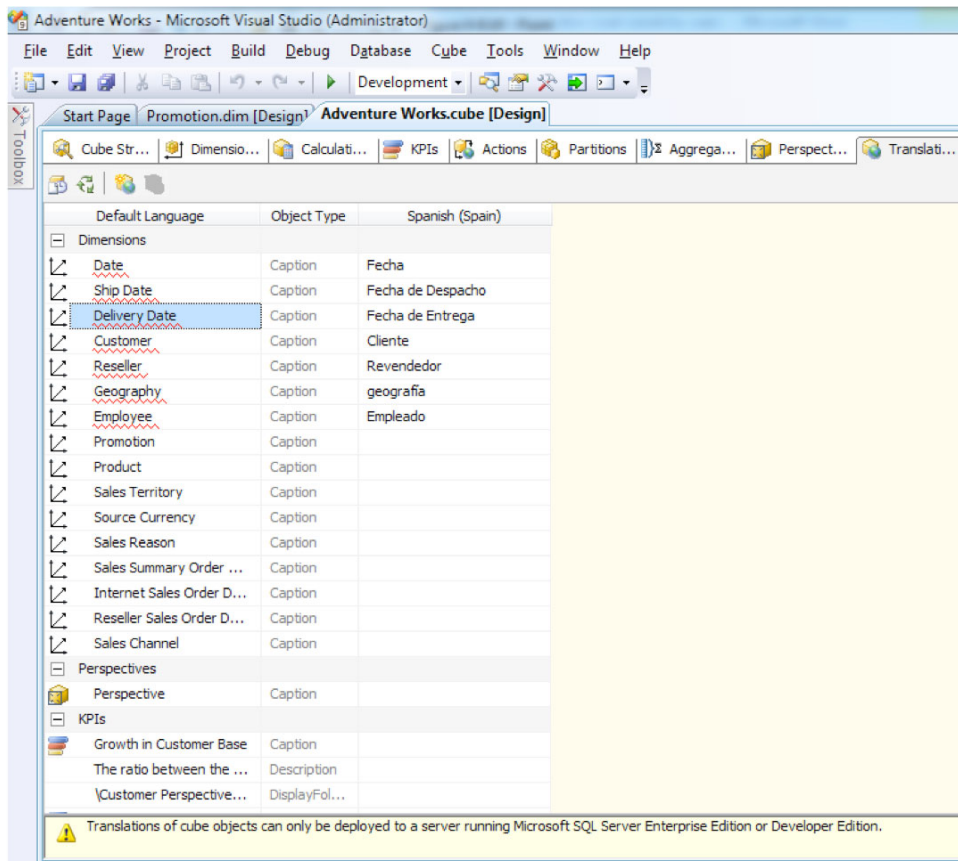 Adventure Works - Microsoft Visual Studio (Administrator)
File Edit View Project Build Debug Database Cube Tools Window Help
Development
Toolbox
Start Page Promotion.dim [Design] Adventure Works.cube [Design]
Cube Str... Dimensio... Calculati... KPIs Actions Partitions Aggrega... Perspect... Translati...
Default Language Object Type Spanish (Spain)
Dimensions
Date Caption Fecha
Ship Date Caption Fecha de Despacho
Delivery Date Caption Fecha de Entrega
Customer Caption Cliente
Reseller Caption Revendedor
Geography Caption geografía
Employee Caption Empleado
Promotion Caption
Product Caption
Sales Territory Caption
Source Currency Caption
Sales Reason Caption
Sales Summary Order ... Caption
Internet Sales Order D... Caption
Reseller Sales Order D... Caption
Sales Channel Caption
Perspectives
Perspective Caption
KPIs
Growth in Customer Base Caption
The ratio between the ... Description
\Customer Perspective... DisplayFol...
Translations of cube objects can only be deployed to a server running Microsoft SQL Server Enterprise Edition or Developer Edition.